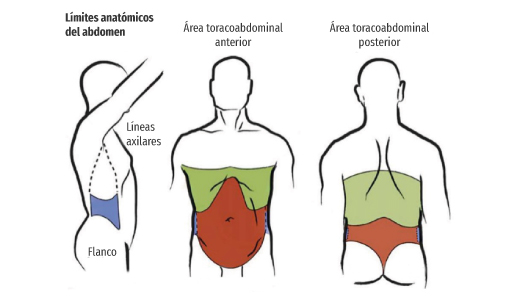 Límites anatómicos
del abdomen
Área toracoabdominal
anterior
Área toracoabdominal
posterior
Líneas
axilares
Flanco